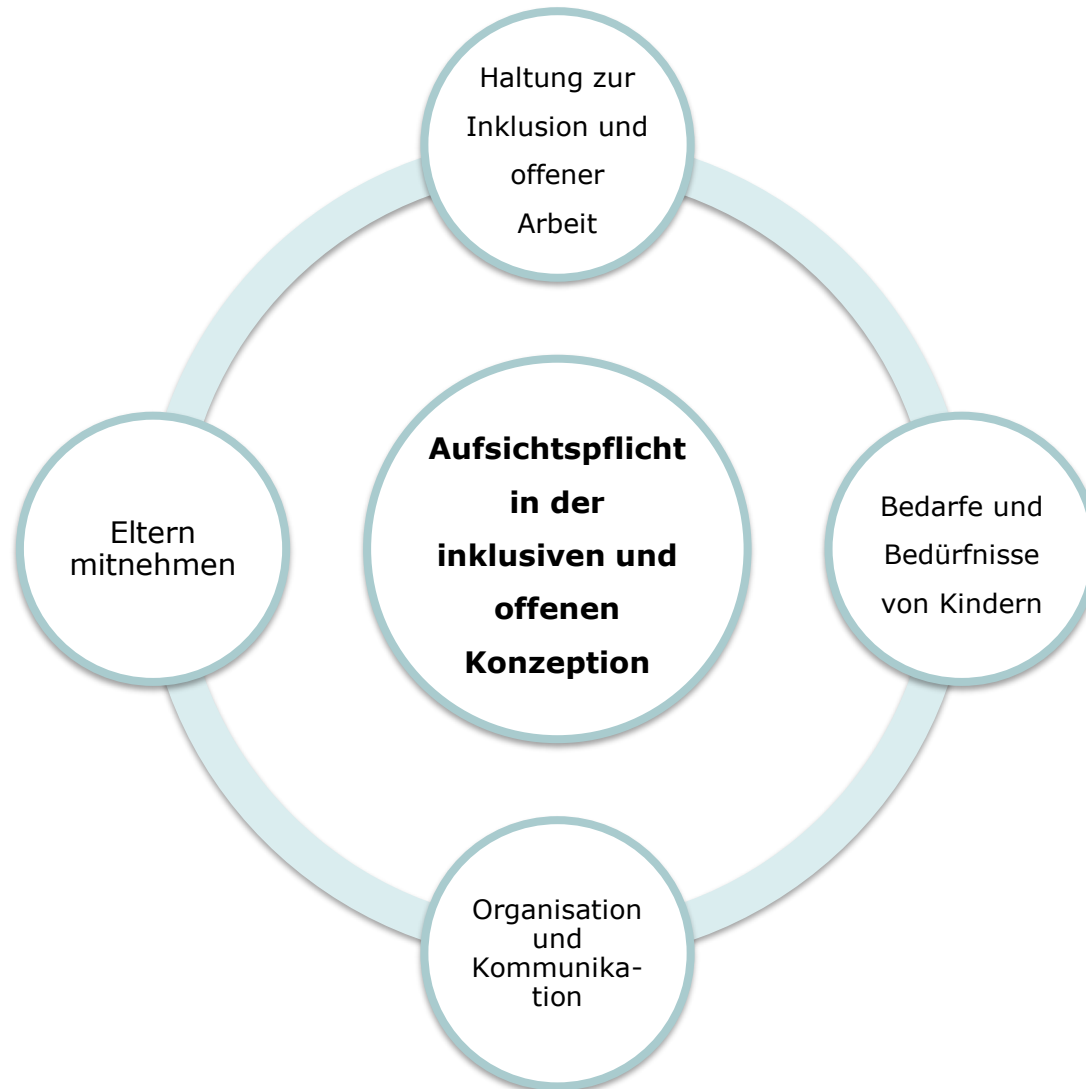 Haltung zur
Inklusion und
offener
Arbeit
Aufsichtspflicht
in der
inklusiven und
offenen
Konzeption
Eltern
mitnehmen
Bedarfe und
Bedürfnisse
von Kindern
Organisation
und
Kommunika-
tion